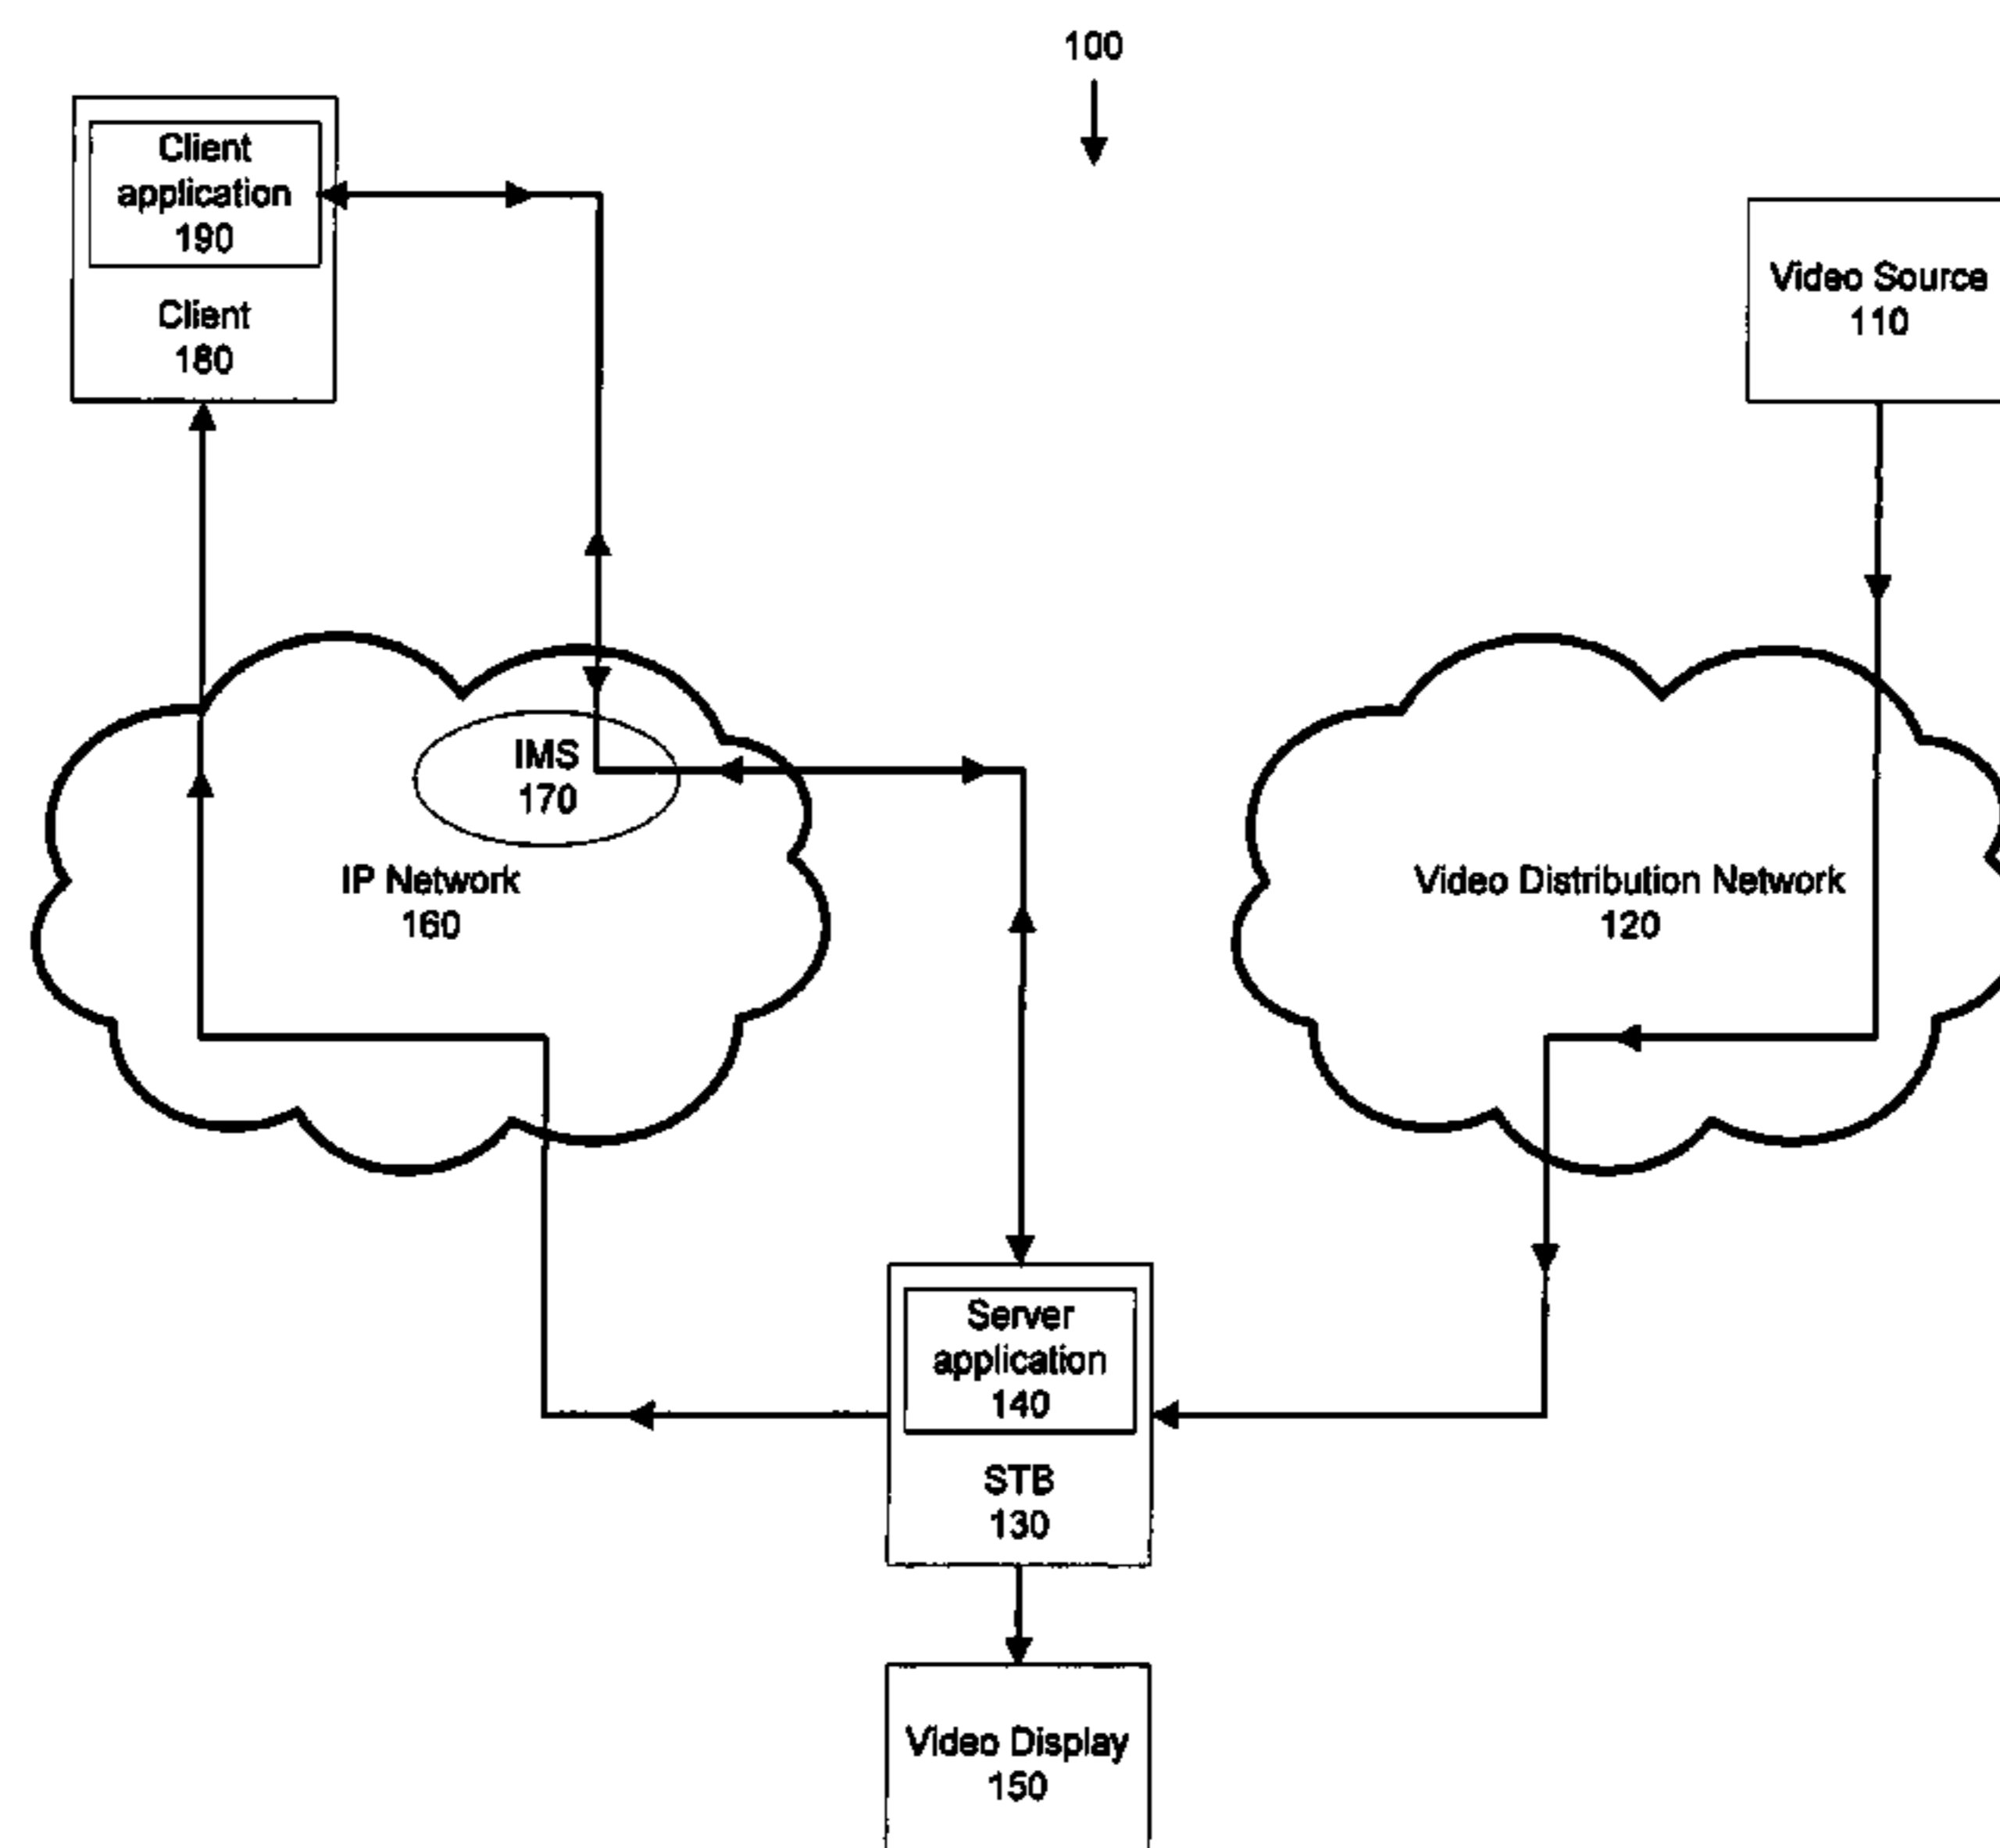 100
Client
application
190
Client
180
Video Source
110
IMS
170
IP Network
160
Video Distribution Network
120
Server
application
140
STB
130
Video Display
150